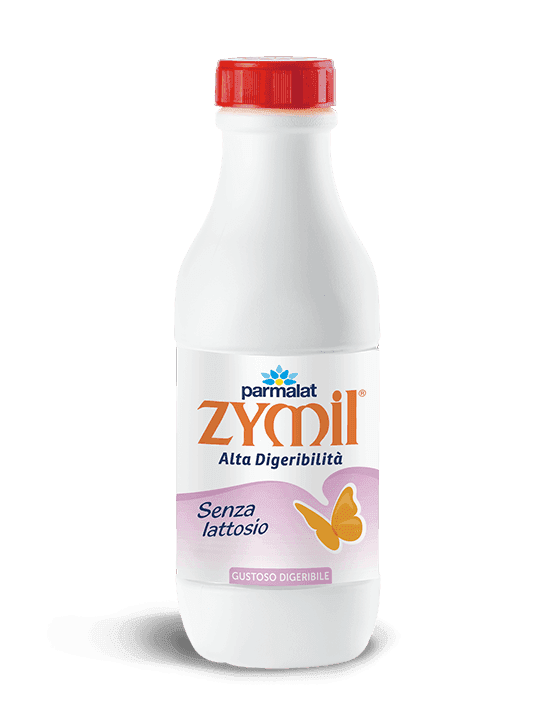 parmalat
ZYMIL®
Alta Digeribilità
Senza
lattosio
GUSTOSO DIGERIBILE